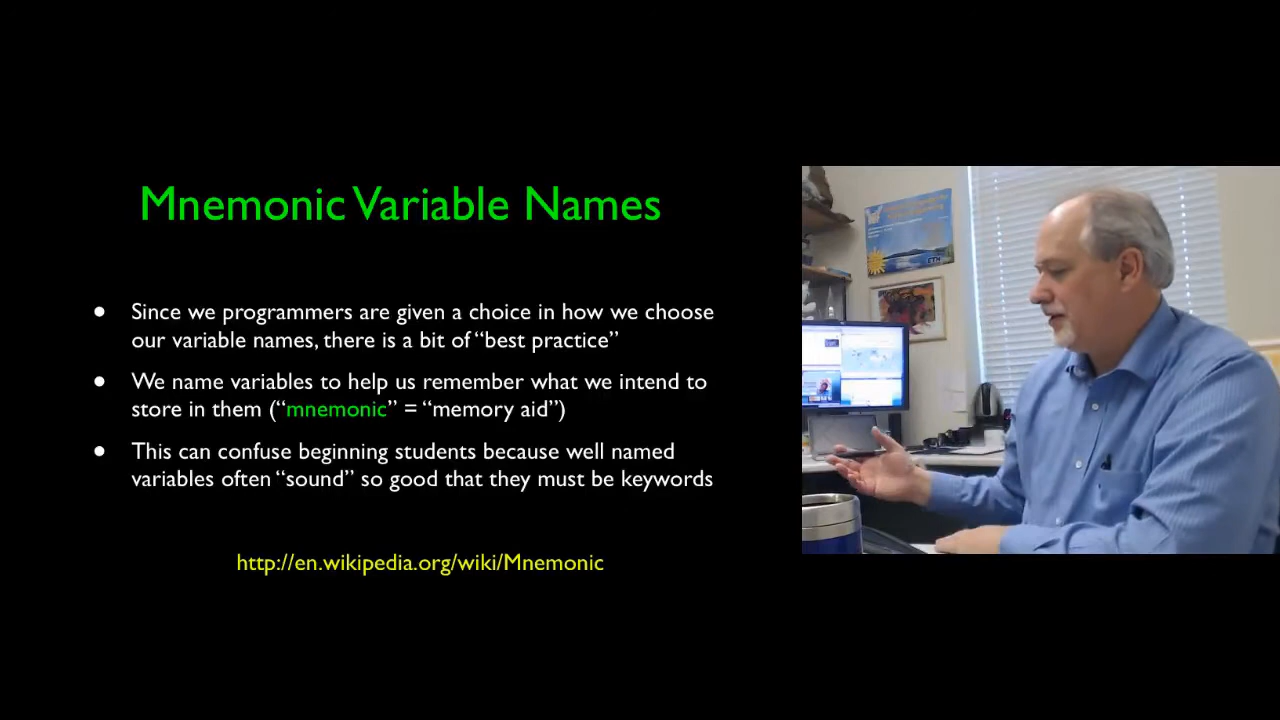 Mnemonic Variable Names
● Since we programmers are given a choice in how we choose
our variable names, there is a bit of “best practice”
● We name variables to help us remember what we intend to
store in them (“mnemonic” = “memory aid”)
● This can confuse beginning students because well named
variables often “sound” so good that they must be keywords
http://en.wikipedia.org/wiki/Mnemonic